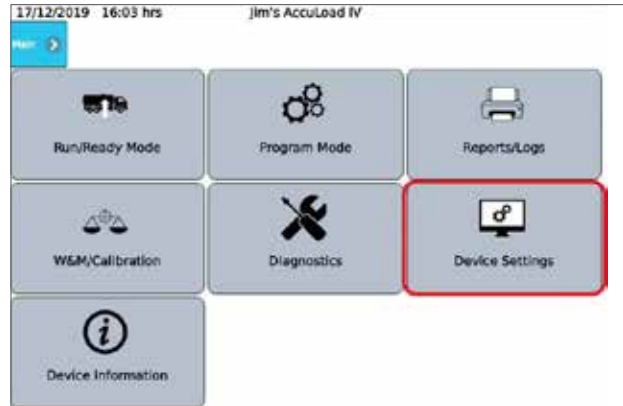 17/12/2019 16:03 hrs Jim's AccuLoad IV
Main
Run/Ready Mode Program Mode Reports/Logs
W&M/Calibration Diagnostics Device Settings
Device Information